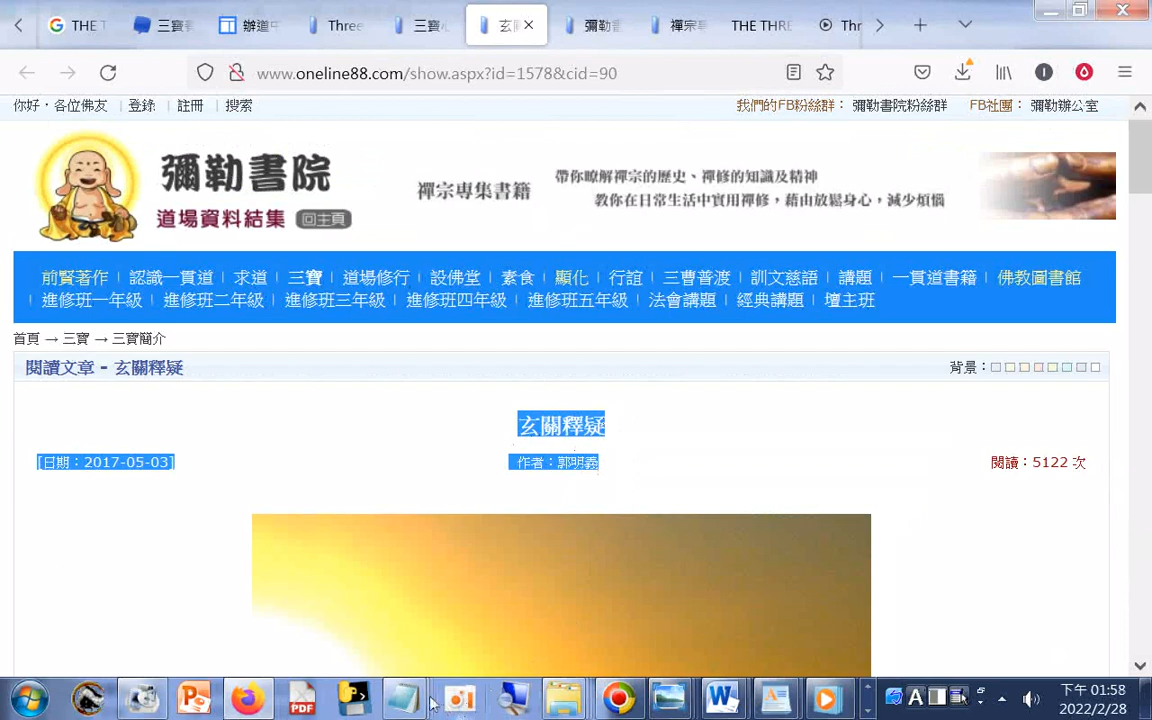 THE T
三寶
辦道
Three
三寶心
玄關
彌勒
禪宗
THE THRE
Thr
www.oneline88.com/show.aspx?id=1578&cid=90
你好，各位佛友 | 登錄 | 註冊 | 搜索
我們的FB粉絲群： 彌勒書院粉絲群 FB社團： 彌勒辦公室
彌勒書院
道場資料結集 回主頁
禪宗專集書籍
帶你瞭解禪宗的歷史、禪修的知識及精神
教你在日常生活中實用禪修，藉由放鬆身心，減少煩惱
前賢著作 | 認識一貫道 | 求道 | 三寶 | 道場修行 | 設佛堂 | 素食 | 顯化 | 行誼 | 三曹普渡 | 訓文慈語 | 講題 | 一貫道書籍 | 佛教圖書館
| 進修班一年級 | 進修班二年級 | 進修班三年級 | 進修班四年級 | 進修班五年級 | 法會講題 | 經典講題 | 壇主班
首頁 → 三寶 → 三寶簡介
閱讀文章 - 玄關釋疑
背景：
玄關釋疑
[日期：2017-05-03]
作者：郭明義
閱讀：5122 次
PDF
A
下午 01:58
2022/2/28